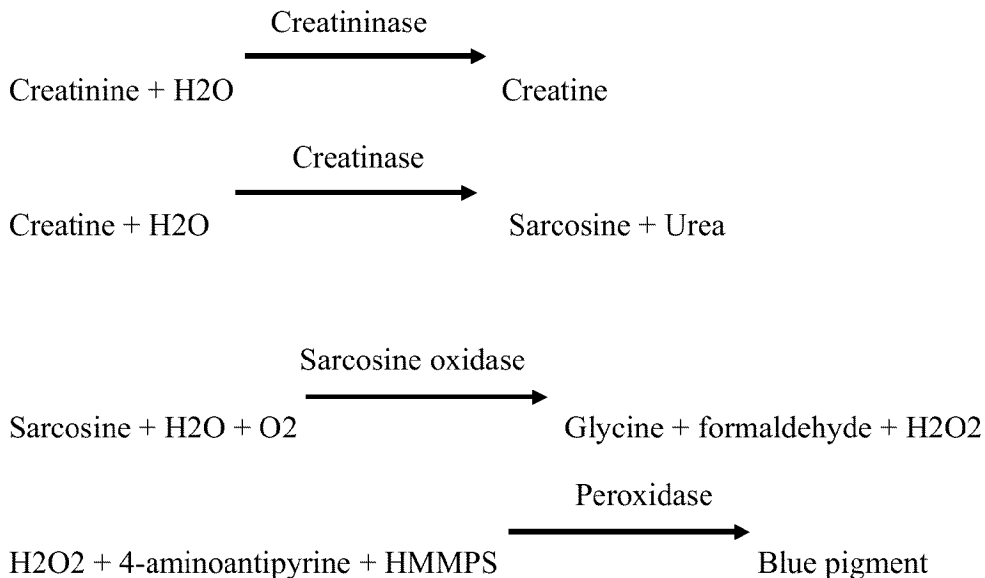 Creatininase
Creatinine + H2O Creatine
Creatinase
Creatine + H2O Sarcosine + Urea
Sarcosine oxidase
Sarcosine + H2O + O2 Glycine + formaldehyde + H2O2
Peroxidase
H2O2 + 4-aminoantipyrine + HMMPS Blue pigment